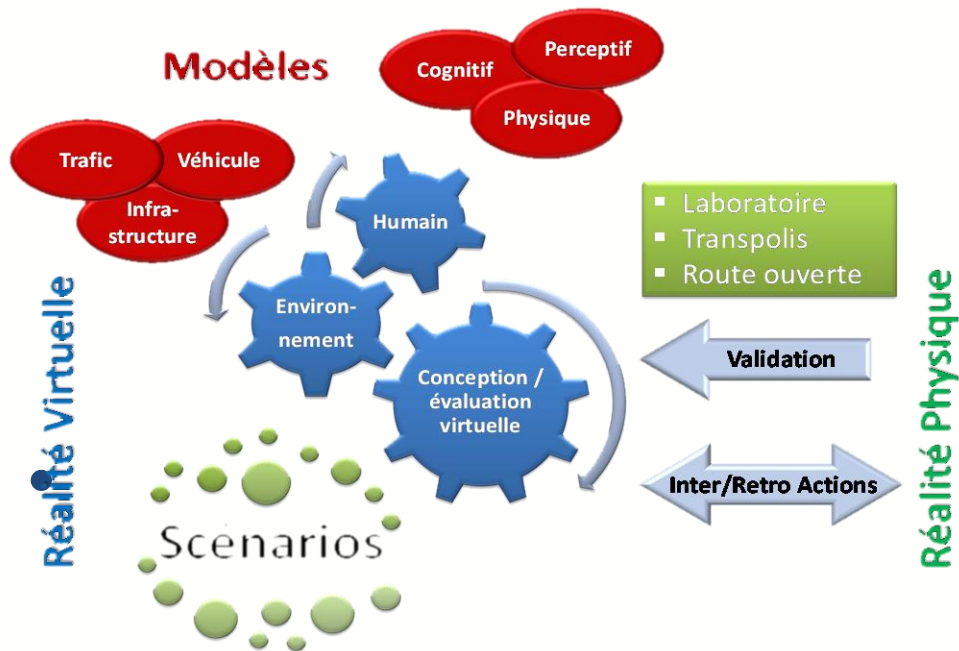 Modèles
Cognitif
Perceptif
Physique
Trafic
Véhicule
Infra-
structure
Humain
Environ-
nement
Conception /
évaluation
virtuelle
▪ Laboratoire
▪ Transpolis
▪ Route ouverte
Validation
Inter/Retro Actions
Réalité Virtuelle
Réalité Physique
Scénarios